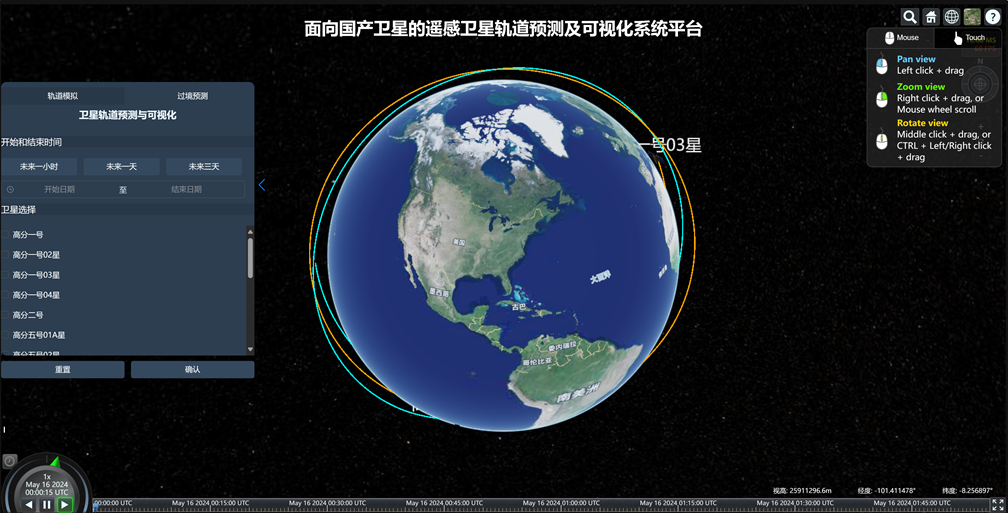 面向国产卫星的遥感卫星轨道预测及可视化系统平台
Mouse
Touch
Pan view
Left click + drag
Zoom view
Right click + drag, or
Mouse wheel scroll
Rotate view
Middle click + drag, or
CTRL + Left/Right click
+ drag
轨道模拟
过境预测
卫星轨道预测与可视化
开始和结束时间
未来一小时
未来一天
未来三天
开始日期
至
结束日期
卫星选择
高分一号
高分一号02星
高分一号03星
高分一号04星
高分二号
高分五号01A星
高分五号02星
重置
确认
一号03星
美国
墨西哥
古巴
大西洋
委内瑞拉
哥伦比亚
南美洲
1x
May 16 2024
00:00:15 UTC
视高: 25911296.6m
经度: -101.411478°
纬度: -8.256897°
00:00:00 UTC
May 16 2024 00:15:00 UTC
May 16 2024 00:30:00 UTC
May 16 2024 00:45:00 UTC
May 16 2024 01:00:00 UTC
May 16 2024 01:15:00 UTC
May 16 2024 01:30:00 UTC
May 16 2024 01:45:00 UTC